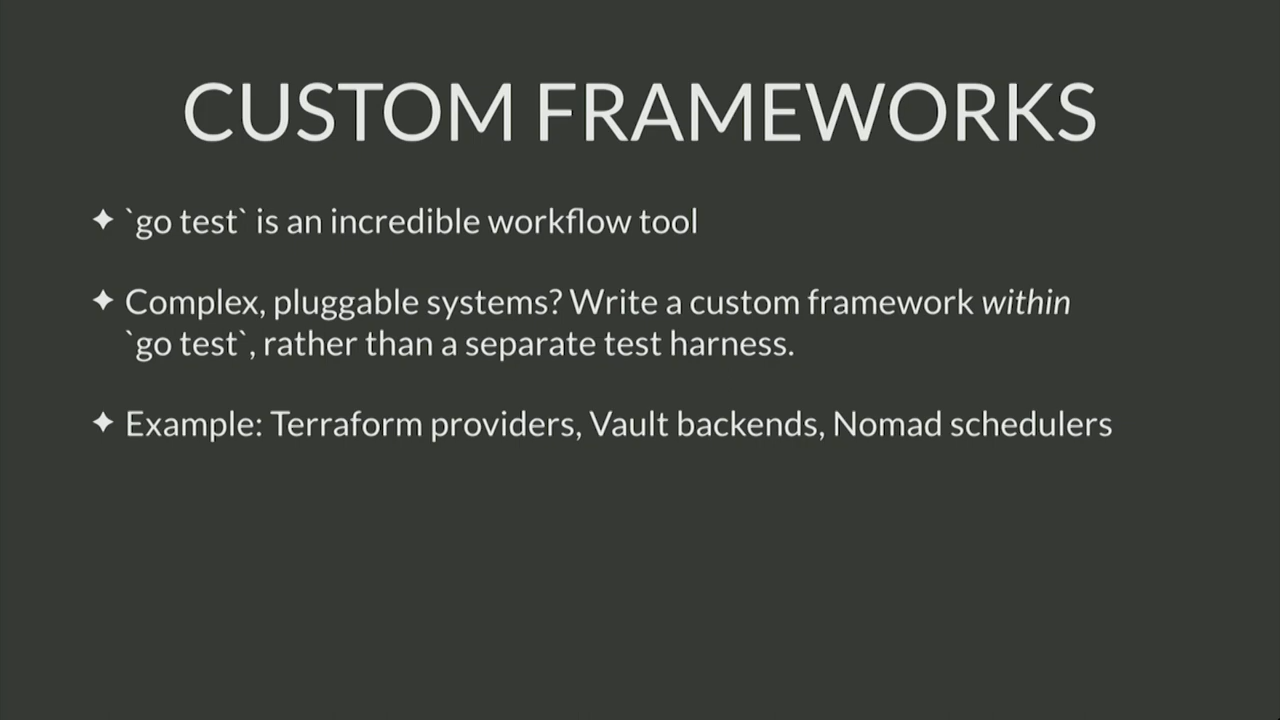 CUSTOM FRAMEWORKS
✦ `go test` is an incredible workflow tool
✦ Complex, pluggable systems? Write a custom framework within
`go test`, rather than a separate test harness.
✦ Example: Terraform providers, Vault backends, Nomad schedulers